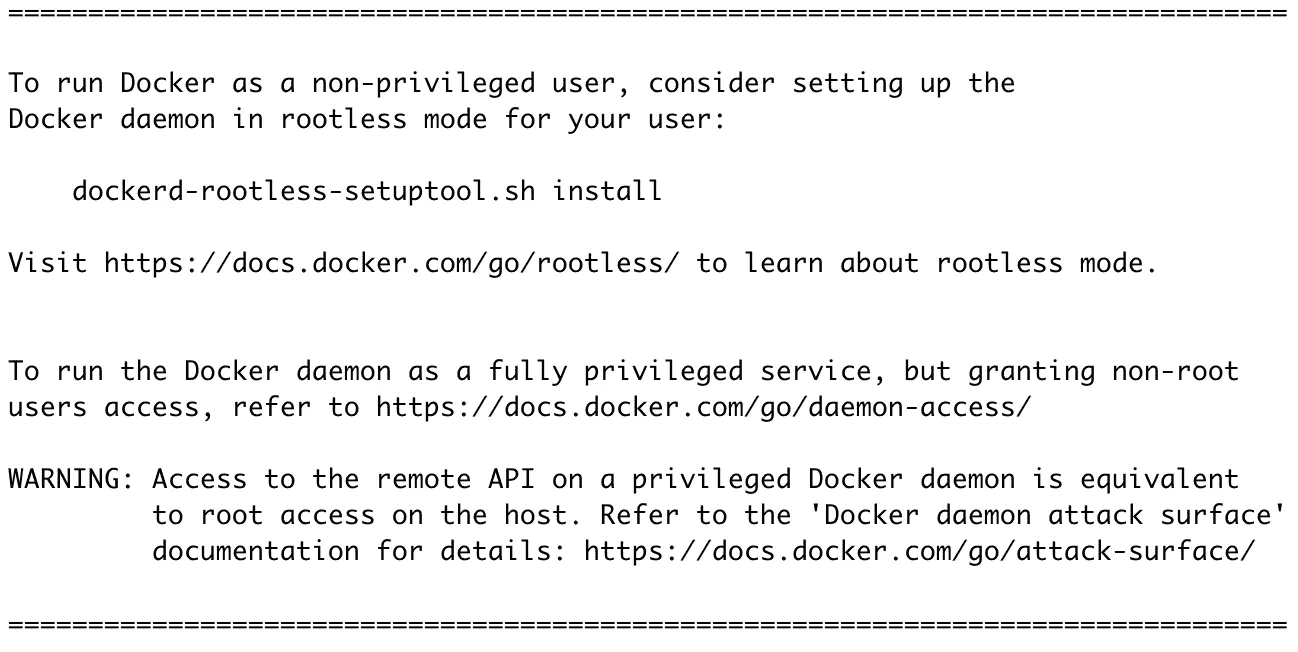 ================================================================================
To run Docker as a non-privileged user, consider setting up the
Docker daemon in rootless mode for your user:
dockerd-rootless-setuptool.sh install
Visit https://docs.docker.com/go/rootless/ to learn about rootless mode.
To run the Docker daemon as a fully privileged service, but granting non-root
users access, refer to https://docs.docker.com/go/daemon-access/
WARNING: Access to the remote API on a privileged Docker daemon is equivalent
to root access on the host. Refer to the 'Docker daemon attack surface'
documentation for details: https://docs.docker.com/go/attack-surface/
================================================================================